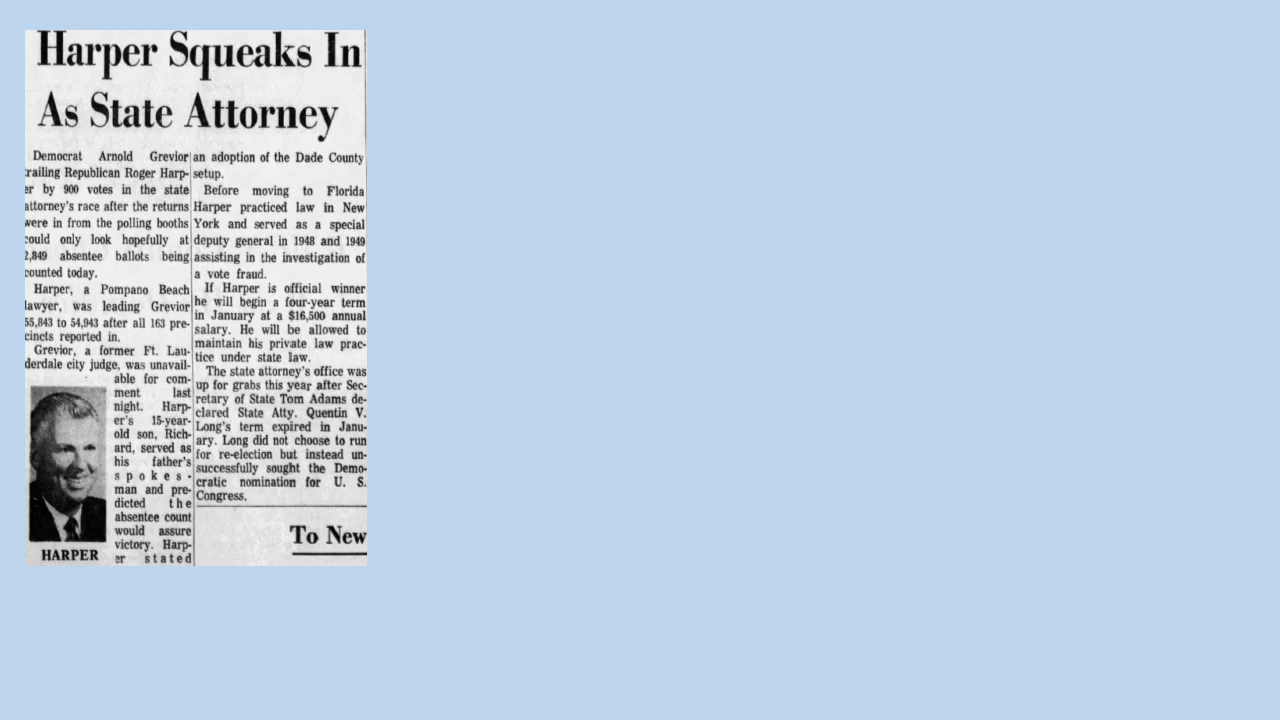 Harper Squeaks In
As State Attorney
Democrat Arnold Grevior
trailing Republican Roger Harp-
er by 900 votes in the state
attorney's race after the returns
were in from the polling booths
could only look hopefully at
2,849 absentee ballots being
counted today.
Harper, a Pompano Beach
lawyer, was leading Grevior
55,843 to 54,943 after all 163 pre-
cincts reported in.
Grevior, a former Ft. Lau-
derdale city judge, was unavail-
able for com-
ment last
night. Harp-
er's 15-year-
old son, Rich-
ard, served as
his father's
spokes-
man and pre-
dicted the
absentee count
would assure
victory. Harp-
er stated
HARPER
an adoption of the Dade County
setup.
Before moving to Florida
Harper practiced law in New
York and served as a special
deputy general in 1948 and 1949
assisting in the investigation of
a vote fraud.
If Harper is official winner
he will begin a four-year term
in January at a $16,500 annual
salary. He will be allowed to
maintain his private law prac-
tice under state law.
The state attorney's office was
up for grabs this year after Sec-
retary of State Tom Adams de-
clared State Atty. Quentin V.
Long's term expired in Janu-
ary. Long did not choose to run
for re-election but instead un-
successfully sought the Demo-
cratic nomination for U. S.
Congress.
To New